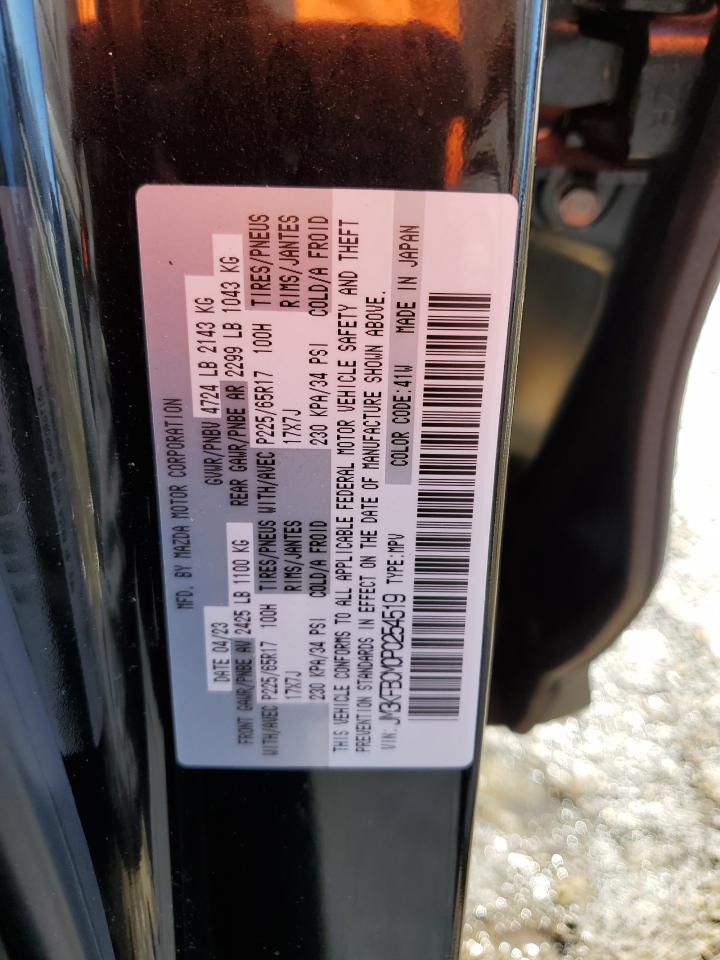 MFD. BY MAZDA MOTOR CORPORATION
DATE 04/23 GVWR/PNBV 4724 LB 2143 KG
FRONT GAWR/PNBE AV 2425 LB 1100 KG REAR GAWR/PNBE AR 2299 LB 1043 KG
WITH/AVEC P225/65R17 100H TIRES/PNEUS WITH/AVEC P225/65R17 100H TIRES/PNEUS
17X7J RIMS/JANTES 17X7J RIMS/JANTES
230 KPA/34 PSI COLD/A FROID 230 KPA/34 PSI COLD/A FROID
THIS VEHICLE CONFORMS TO ALL APPLICABLE FEDERAL MOTOR VEHICLE SAFETY AND THEFT
PREVENTION STANDARDS IN EFFECT ON THE DATE OF MANUFACTURE SHOWN ABOVE.
VIN: JM3KFBCM0P0254519 TYPE:MPV COLOR CODE:41W MADE IN JAPAN